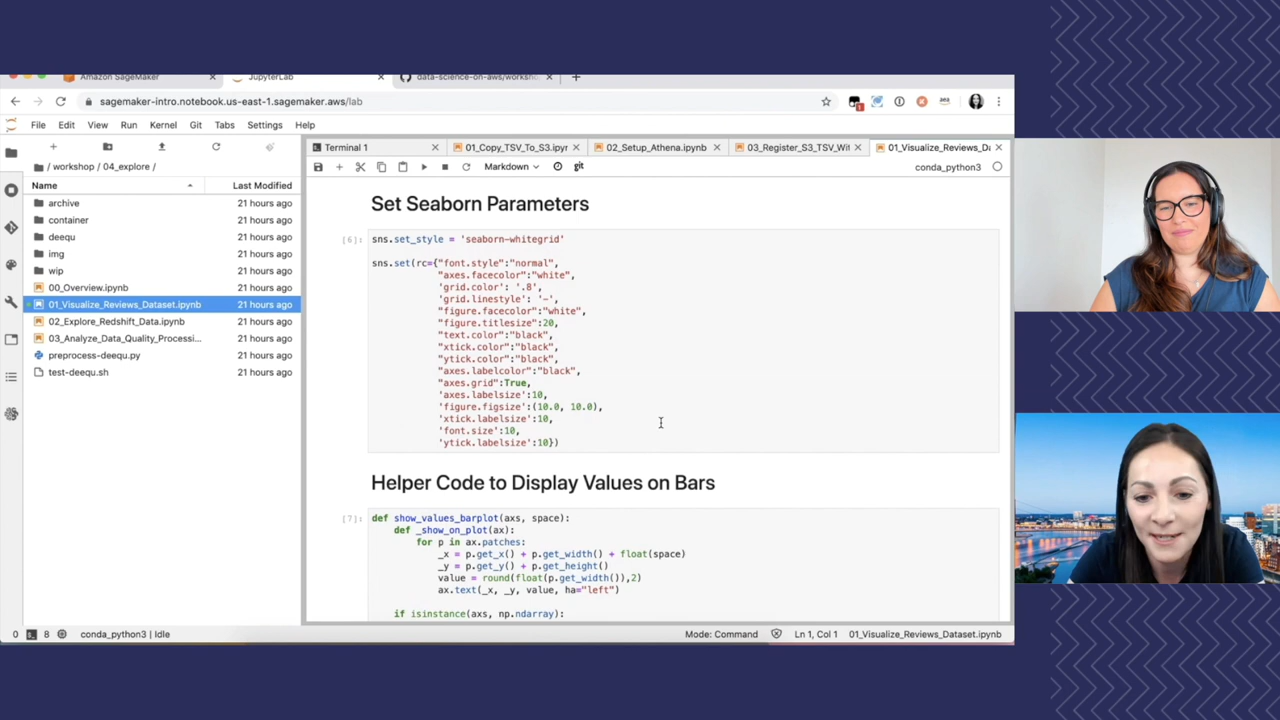 Amazon SageMaker
JupyterLab
data-science-on-aws/worksho
sagemaker-intro.notebook.us-east-1.sagemaker.aws/lab
File Edit View Run Kernel Git Tabs Settings Help
/ workshop / 04_explore /
Name Last Modified
archive 21 hours ago
container 21 hours ago
deequ 21 hours ago
img 21 hours ago
wip 21 hours ago
00_Overview.ipynb 21 hours ago
01_Visualize_Reviews_Dataset.ipynb 21 hours ago
02_Explore_Redshift_Data.ipynb 21 hours ago
03_Analyze_Data_Quality_Processi... 21 hours ago
preprocess-deequ.py 21 hours ago
test-deequ.sh 21 hours ago
Terminal 1
01_Copy_TSV_To_S3.ipyr
02_Setup_Athena.ipynb
03_Register_S3_TSV_Wit
01_Visualize_Reviews_Da
Markdown git conda_python3
Set Seaborn Parameters
[6]: sns.set_style = 'seaborn-whitegrid'
sns.set(rc={"font.style":"normal",
"axes.facecolor":"white",
'grid.color': '.8',
'grid.linestyle': '-',
"figure.facecolor":"white",
"figure.titlesize":20,
"text.color":"black",
"xtick.color":"black",
"ytick.color":"black",
"axes.labelcolor":"black",
"axes.grid":True,
'axes.labelsize':10,
'figure.figsize':(10.0, 10.0),
'xtick.labelsize':10,
'font.size':10,
'ytick.labelsize':10})
Helper Code to Display Values on Bars
[7]: def show_values_barplot(axs, space):
def _show_on_plot(ax):
for p in ax.patches:
_x = p.get_x() + p.get_width() + float(space)
_y = p.get_y() + p.get_height()
value = round(float(p.get_width()),2)
ax.text(_x, _y, value, ha="left")
if isinstance(axs, np.ndarray):
0 8 conda_python3 | Idle Mode: Command Ln 1, Col 1 01_Visualize_Reviews_Dataset.ipynb